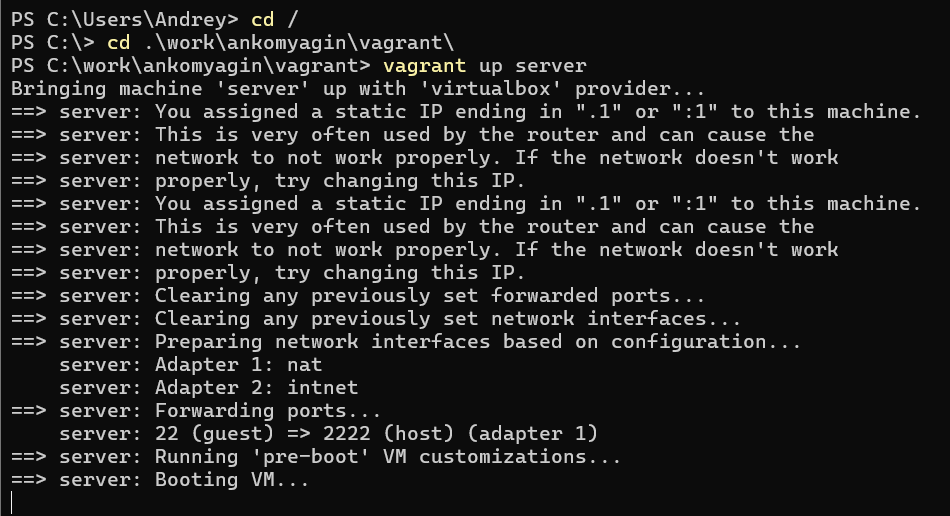 PS C:\Users\Andrey> cd /
PS C:\> cd .\work\ankomyagin\vagrant\
PS C:\work\ankomyagin\vagrant> vagrant up server
Bringing machine 'server' up with 'virtualbox' provider...
==> server: You assigned a static IP ending in ".1" or ":1" to this machine.
==> server: This is very often used by the router and can cause the
==> server: network to not work properly. If the network doesn't work
==> server: properly, try changing this IP.
==> server: You assigned a static IP ending in ".1" or ":1" to this machine.
==> server: This is very often used by the router and can cause the
==> server: network to not work properly. If the network doesn't work
==> server: properly, try changing this IP.
==> server: Clearing any previously set forwarded ports...
==> server: Clearing any previously set network interfaces...
==> server: Preparing network interfaces based on configuration...
    server: Adapter 1: nat
    server: Adapter 2: intnet
==> server: Forwarding ports...
    server: 22 (guest) => 2222 (host) (adapter 1)
==> server: Running 'pre-boot' VM customizations...
==> server: Booting VM...